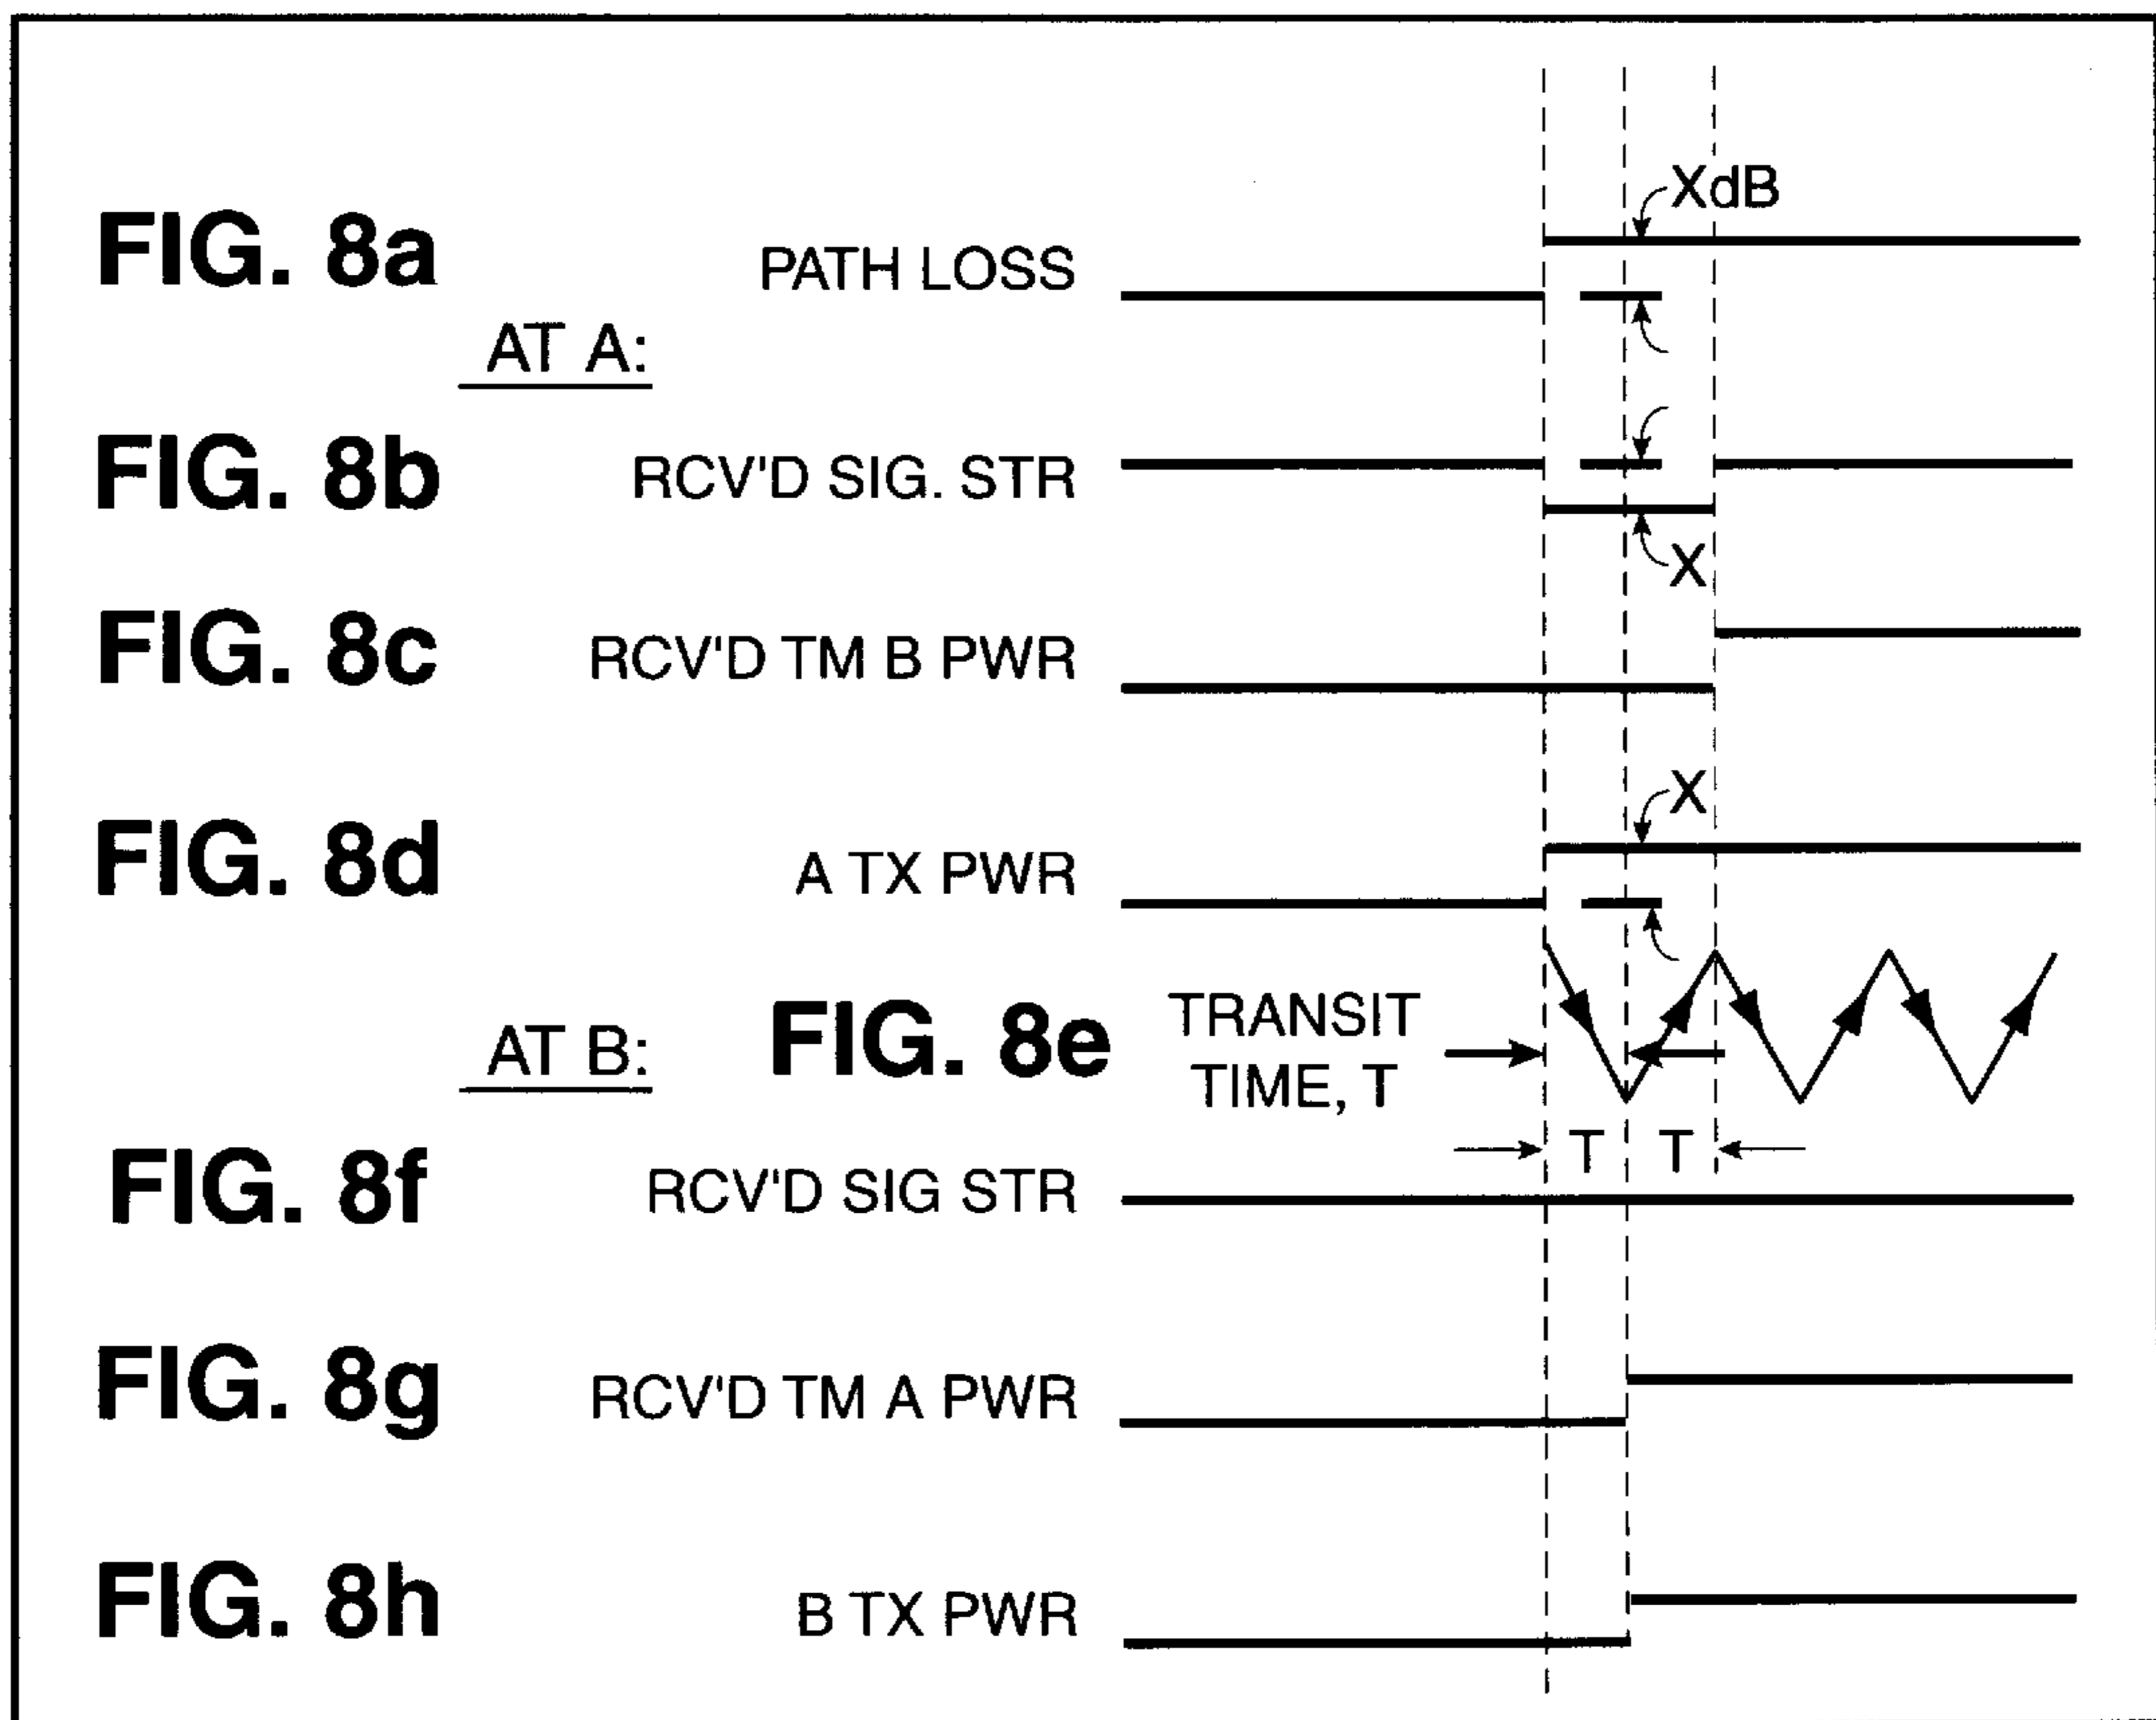 XdB
FIG. 8a PATH LOSS
AT A:
FIG. 8b RCV'D SIG. STR
X
FIG. 8c RCV'D TM B PWR
X
FIG. 8d A TX PWR
AT B: FIG. 8e TRANSIT
TIME, T
T T
FIG. 8f RCV'D SIG STR
FIG. 8g RCV'D TM A PWR
FIG. 8h B TX PWR